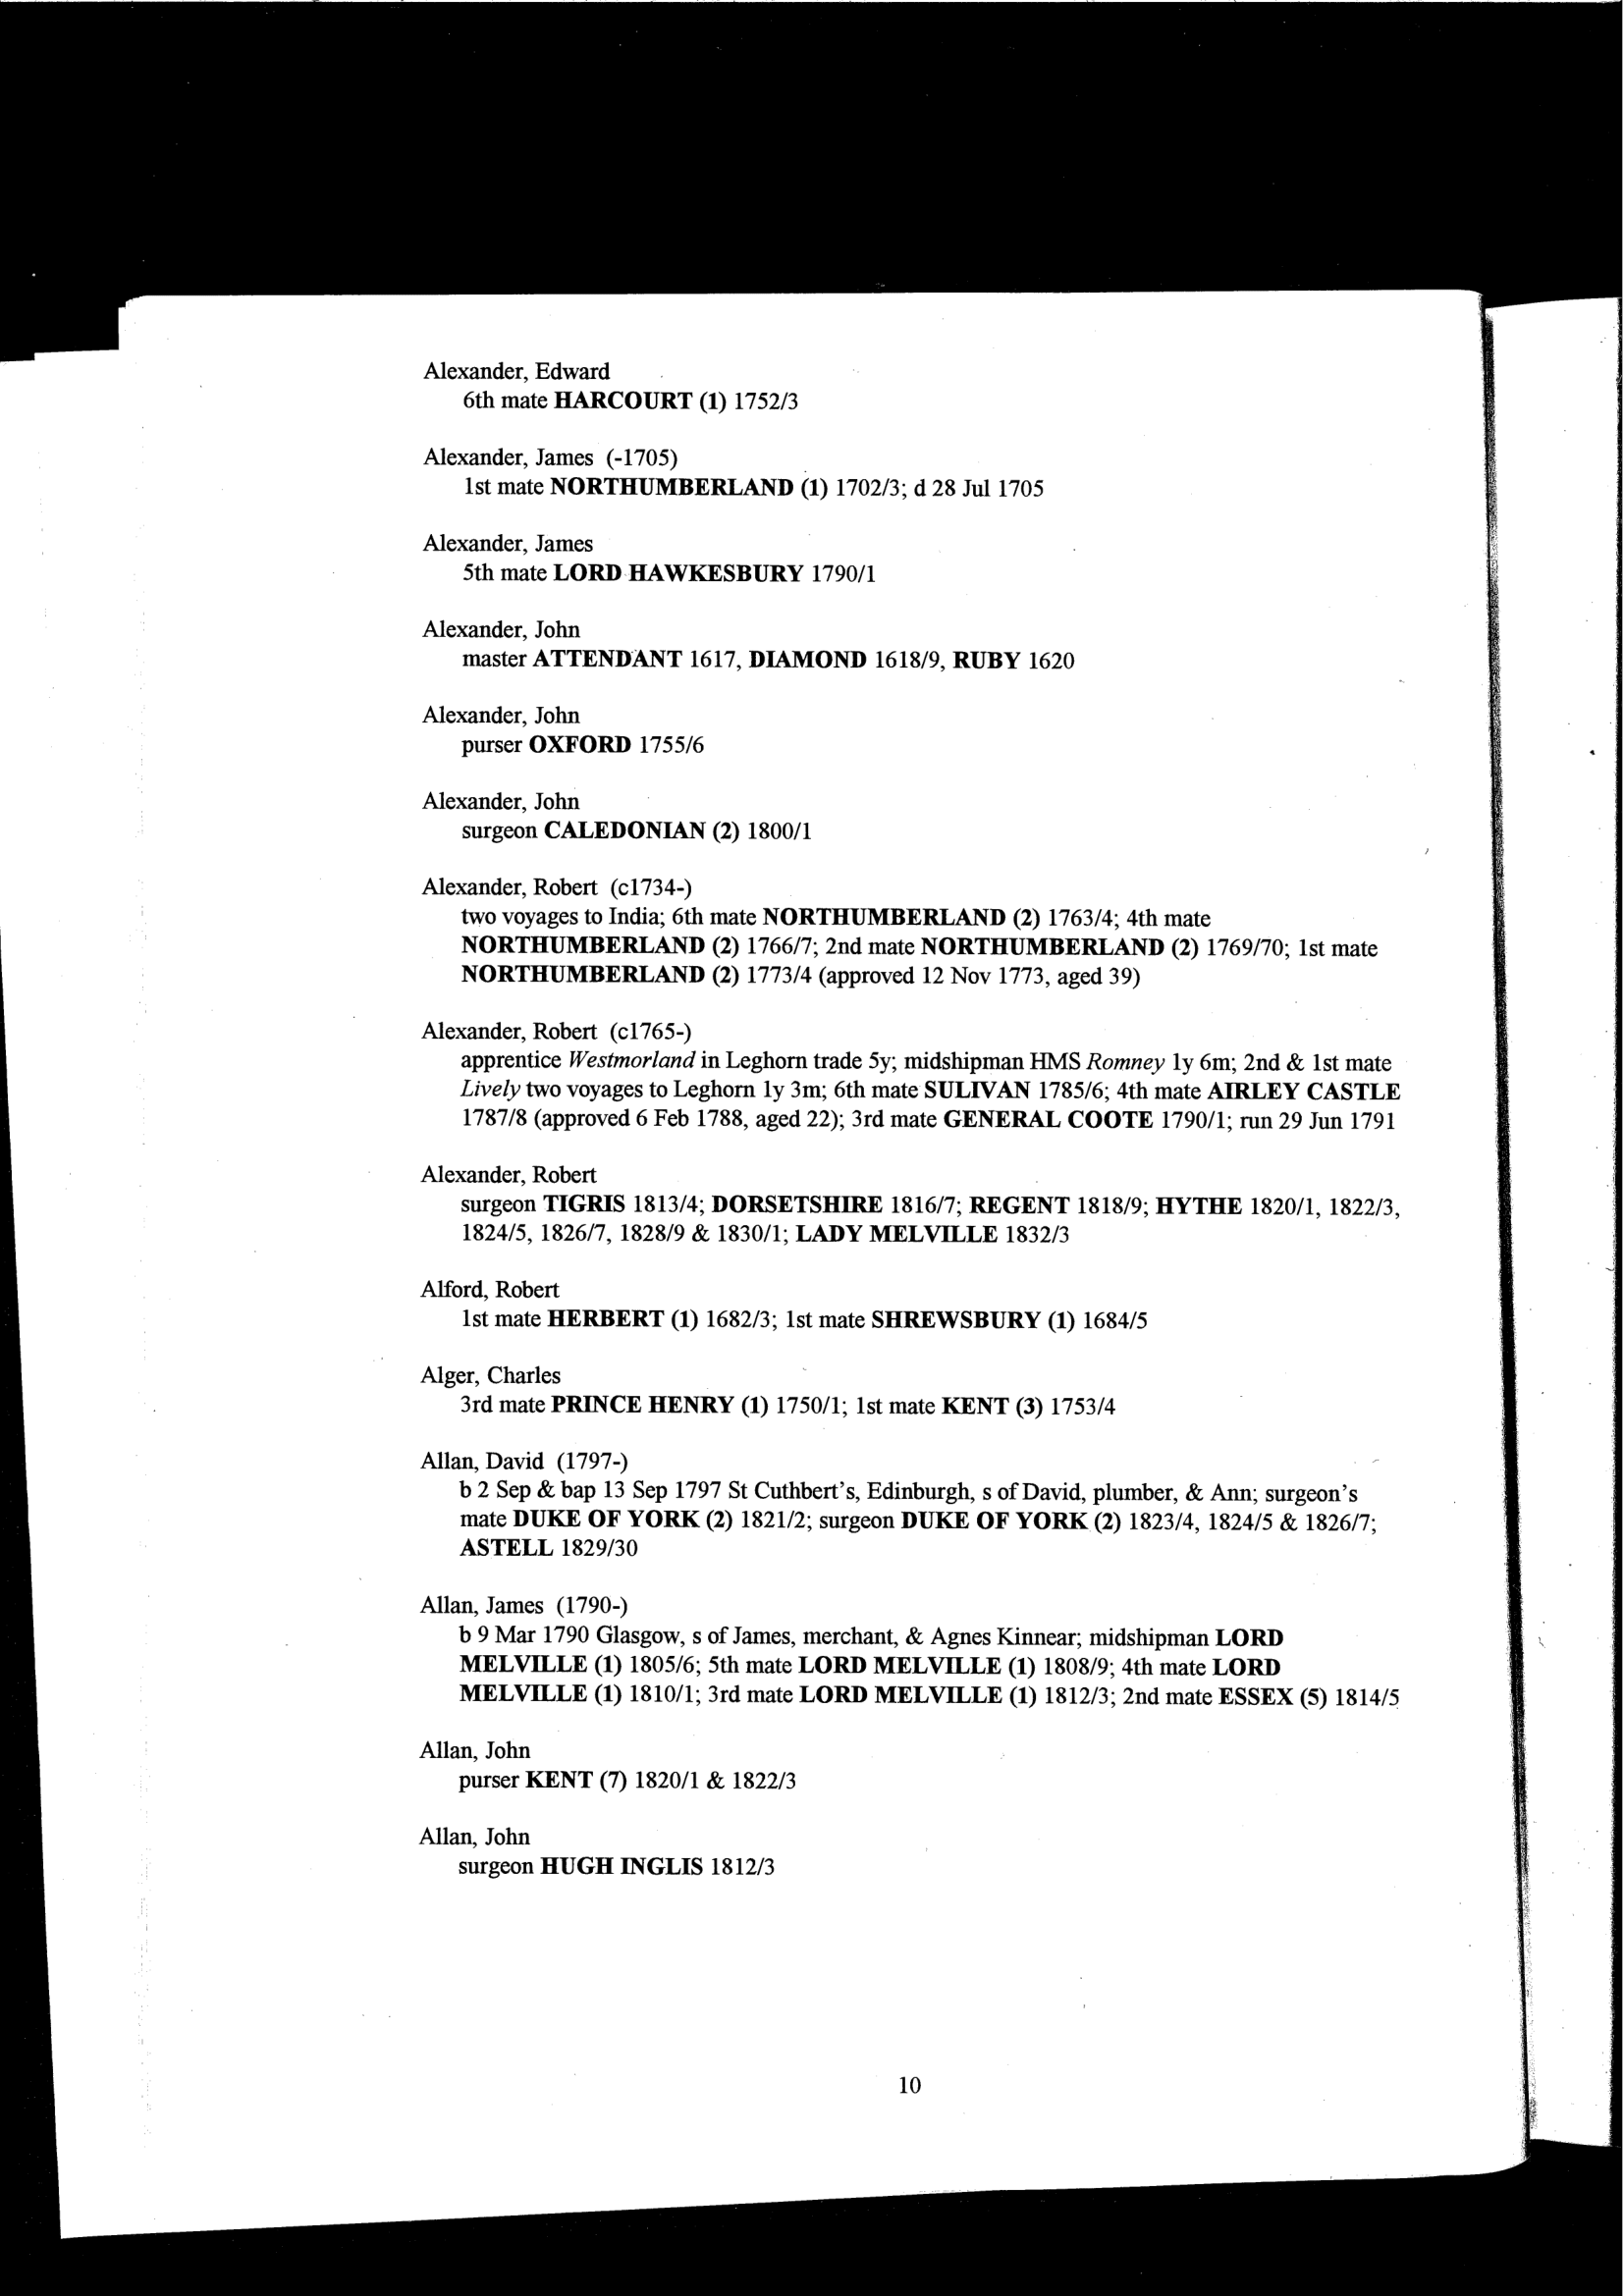 Alexander, Edward
6th mate HARCOURT (1) 1752/3
Alexander, James (-1705)
1st mate NORTHUMBERLAND (1) 1702/3; d 28 Jul 1705
Alexander, James
5th mate LORD HAWKESBURY 1790/1
Alexander, John
master ATTENDANT 1617, DIAMOND 1618/9, RUBY 1620
Alexander, John
purser OXFORD 1755/6
Alexander, John
surgeon CALEDONIAN (2) 1800/1
Alexander, Robert (c1734-)
two voyages to India; 6th mate NORTHUMBERLAND (2) 1763/4; 4th mate
NORTHUMBERLAND (2) 1766/7; 2nd mate NORTHUMBERLAND (2) 1769/70; 1st mate
NORTHUMBERLAND (2) 1773/4 (approved 12 Nov 1773, aged 39)
Alexander, Robert (c1765-)
apprentice Westmorland in Leghorn trade 5y; midshipman HMS Romney 1y 6m; 2nd & 1st mate
Lively two voyages to Leghorn 1y 3m; 6th mate SULIVAN 1785/6; 4th mate AIRLEY CASTLE
1787/8 (approved 6 Feb 1788, aged 22); 3rd mate GENERAL COOTE 1790/1; run 29 Jun 1791
Alexander, Robert
surgeon TIGRIS 1813/4; DORSETSHIRE 1816/7; REGENT 1818/9; HYTHE 1820/1, 1822/3,
1824/5, 1826/7, 1828/9 & 1830/1; LADY MELVILLE 1832/3
Alford, Robert
1st mate HERBERT (1) 1682/3; 1st mate SHREWSBURY (1) 1684/5
Alger, Charles
3rd mate PRINCE HENRY (1) 1750/1; 1st mate KENT (3) 1753/4
Allan, David (1797-)
b 2 Sep & bap 13 Sep 1797 St Cuthbert's, Edinburgh, s of David, plumber, & Ann; surgeon's
mate DUKE OF YORK (2) 1821/2; surgeon DUKE OF YORK (2) 1823/4, 1824/5 & 1826/7;
ASTELL 1829/30
Allan, James (1790-)
b 9 Mar 1790 Glasgow, s of James, merchant, & Agnes Kinnear; midshipman LORD
MELVILLE (1) 1805/6; 5th mate LORD MELVILLE (1) 1808/9; 4th mate LORD
MELVILLE (1) 1810/1; 3rd mate LORD MELVILLE (1) 1812/3; 2nd mate ESSEX (5) 1814/5
Allan, John
purser KENT (7) 1820/1 & 1822/3
Allan, John
surgeon HUGH INGLIS 1812/3
10